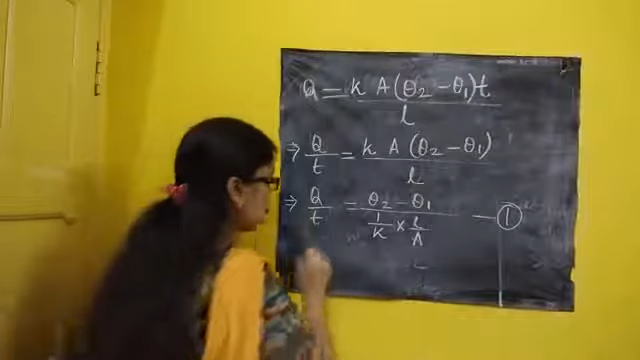 Q = K A (θ2 − θ1) t / l
⇒ Q/t = K A (θ2 − θ1) / l
⇒ Q/t = θ2 − θ1 / 1/K × l/A — ①